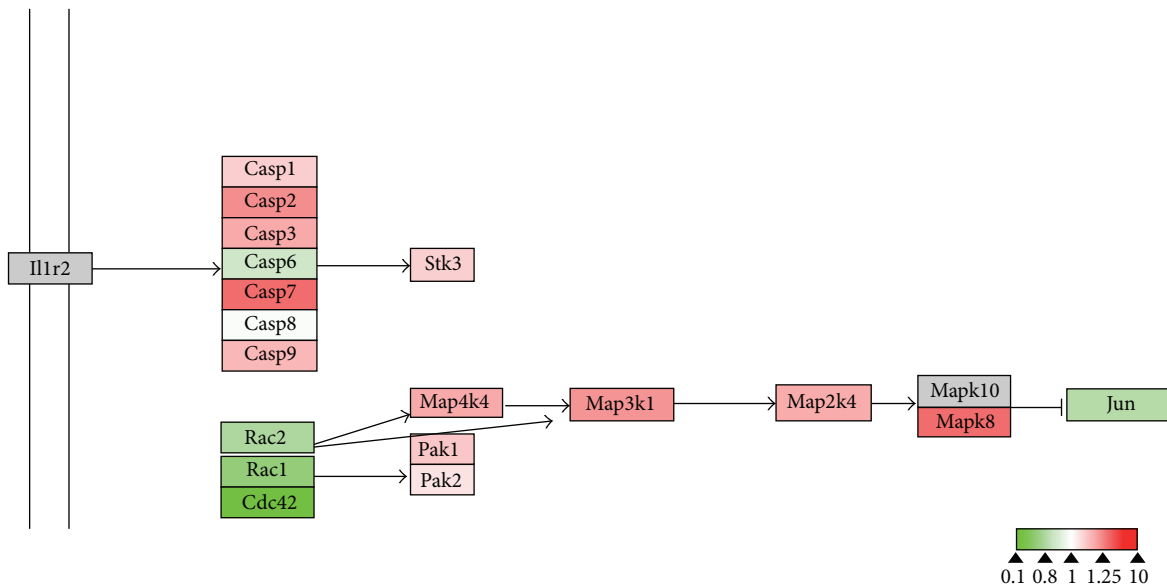 Casp1
Casp2
Casp3
Il1r2
Casp6
Stk3
Casp7
Casp8
Casp9
Map4k4
Map3k1
Map2k4
Mapk10
Mapk8
Jun
Rac2
Pak1
Rac1
Pak2
Cdc42
0.1 0.8 1 1.25 10